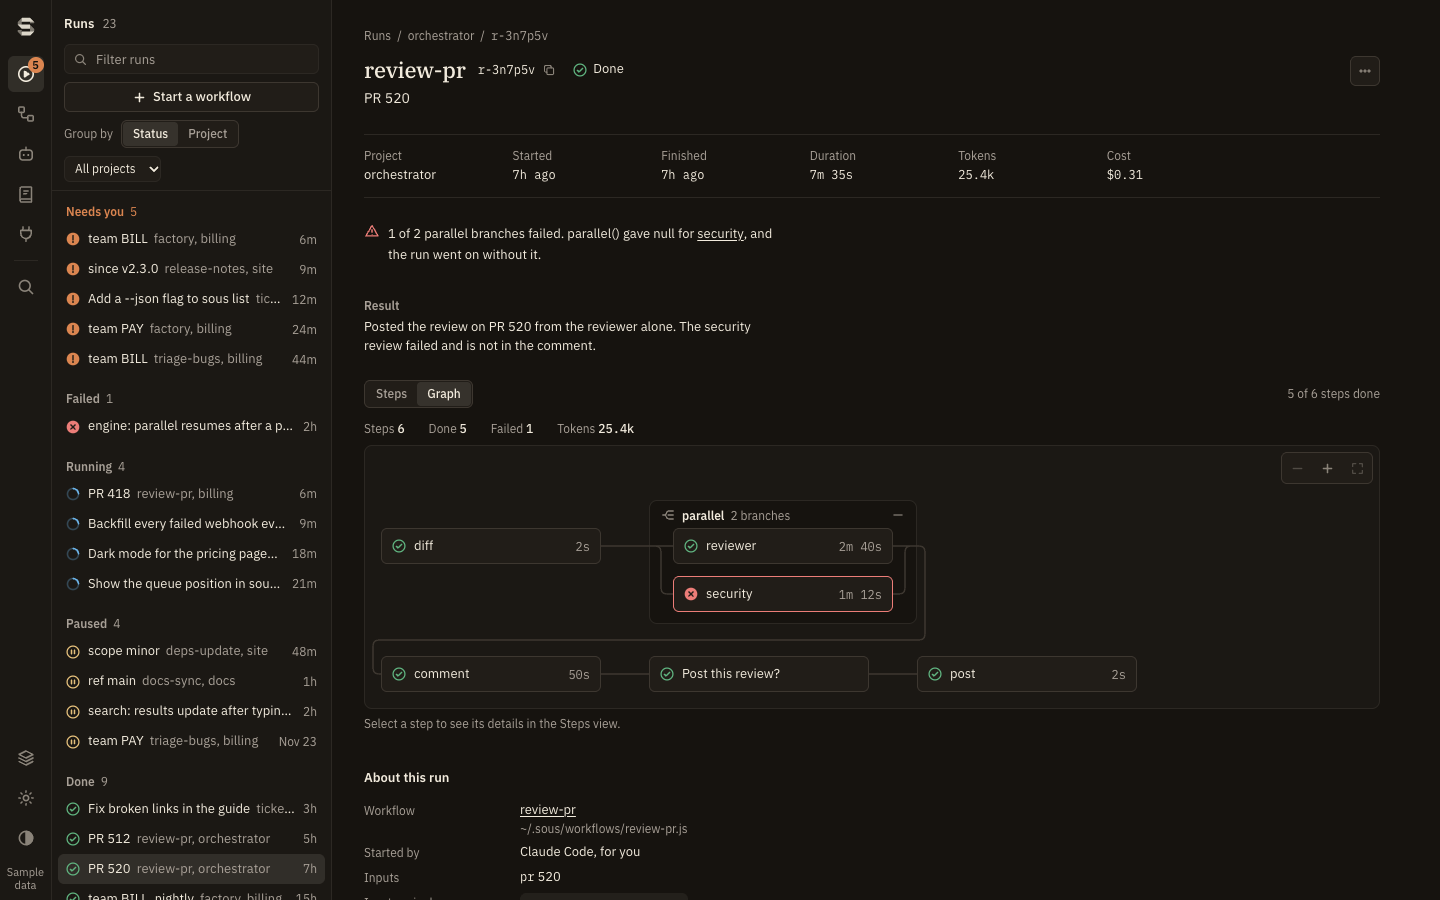 5
Sample
data
Runs 23
Filter runs
Start a workflow
Group by Status Project
All projects
Needs you 5
team BILL factory, billing 6m
since v2.3.0 release-notes, site 9m
Add a --json flag to sous list tic... 12m
team PAY factory, billing 24m
team BILL triage-bugs, billing 44m
Failed 1
engine: parallel resumes after a p... 2h
Running 4
PR 418 review-pr, billing 6m
Backfill every failed webhook ev... 9m
Dark mode for the pricing page... 18m
Show the queue position in sou... 21m
Paused 4
scope minor deps-update, site 48m
ref main docs-sync, docs 1h
search: results update after typin... 2h
team PAY triage-bugs, billing Nov 23
Done 9
Fix broken links in the guide ticke... 3h
PR 512 review-pr, orchestrator 5h
PR 520 review-pr, orchestrator 7h
team BILL, nightly factory, billing 15h
Runs / orchestrator / r-3n7p5v
review-pr r-3n7p5v Done
PR 520
Project Started Finished Duration Tokens Cost
orchestrator 7h ago 7h ago 7m 35s 25.4k $0.31
1 of 2 parallel branches failed. parallel() gave null for security, and
the run went on without it.
Result
Posted the review on PR 520 from the reviewer alone. The security
review failed and is not in the comment.
Steps Graph 5 of 6 steps done
Steps 6 Done 5 Failed 1 Tokens 25.4k
parallel 2 branches
diff 2s
reviewer 2m 40s
security 1m 12s
comment 50s
Post this review?
post 2s
Select a step to see its details in the Steps view.
About this run
Workflow review-pr
~/.sous/workflows/review-pr.js
Started by Claude Code, for you
Inputs pr 520